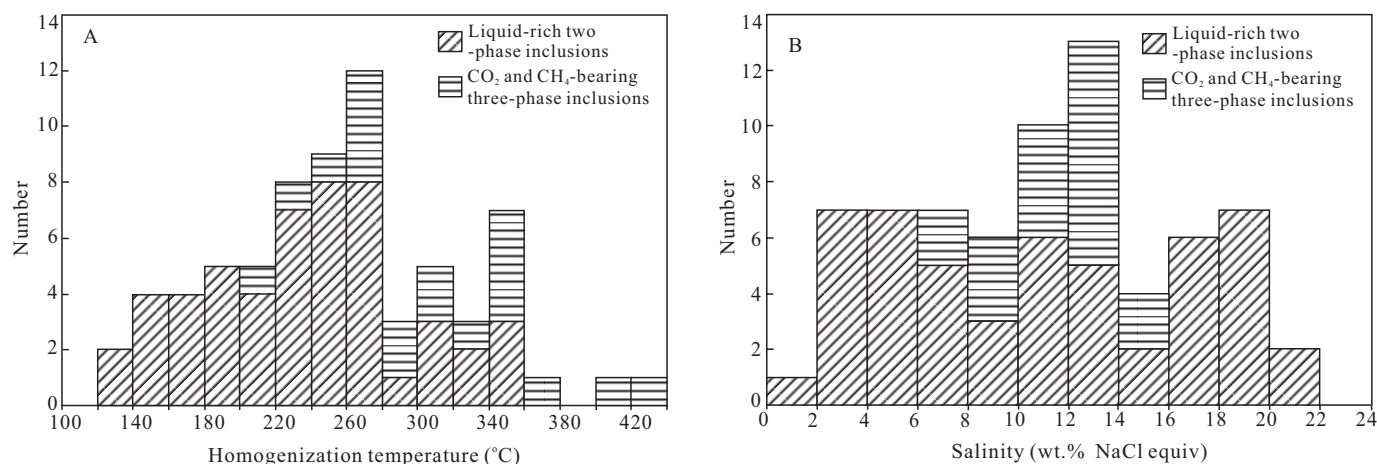 A
Liquid-rich two
-phase inclusions
CO₂ and CH₄-bearing
three-phase inclusions
14
12
10
8
6
4
2
0
Number
100
140
180
220
260
300
340
380
420
Homogenization temperature (°C)
B
Liquid-rich two
-phase inclusions
CO₂ and CH₄-bearing
three-phase inclusions
14
12
10
8
6
4
2
0
Number
0
2
4
6
8
10
12
14
16
18
20
22
24
Salinity (wt.% NaCl equiv)